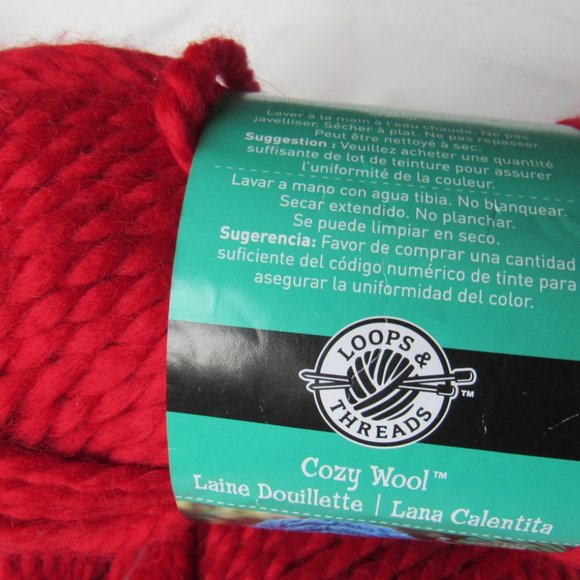 Laver à la main à l'eau chaude. Ne pas
javelliser. Sécher à plat. Ne pas repasser.
Peut être nettoyé à sec.
Suggestion : Veuillez acheter une quantité
suffisante de lot de teinture pour assurer
l'uniformité de la couleur.
Lavar a mano con agua tibia. No blanquear.
Secar extendido. No planchar.
Se puede limpiar en seco.
Sugerencia: Favor de comprar una cantidad
suficiente del código numérico de tinte para
asegurar la uniformidad del color.
LOOPS &
THREADS™
Cozy Wool™
Laine Douillette | Lana Calentita